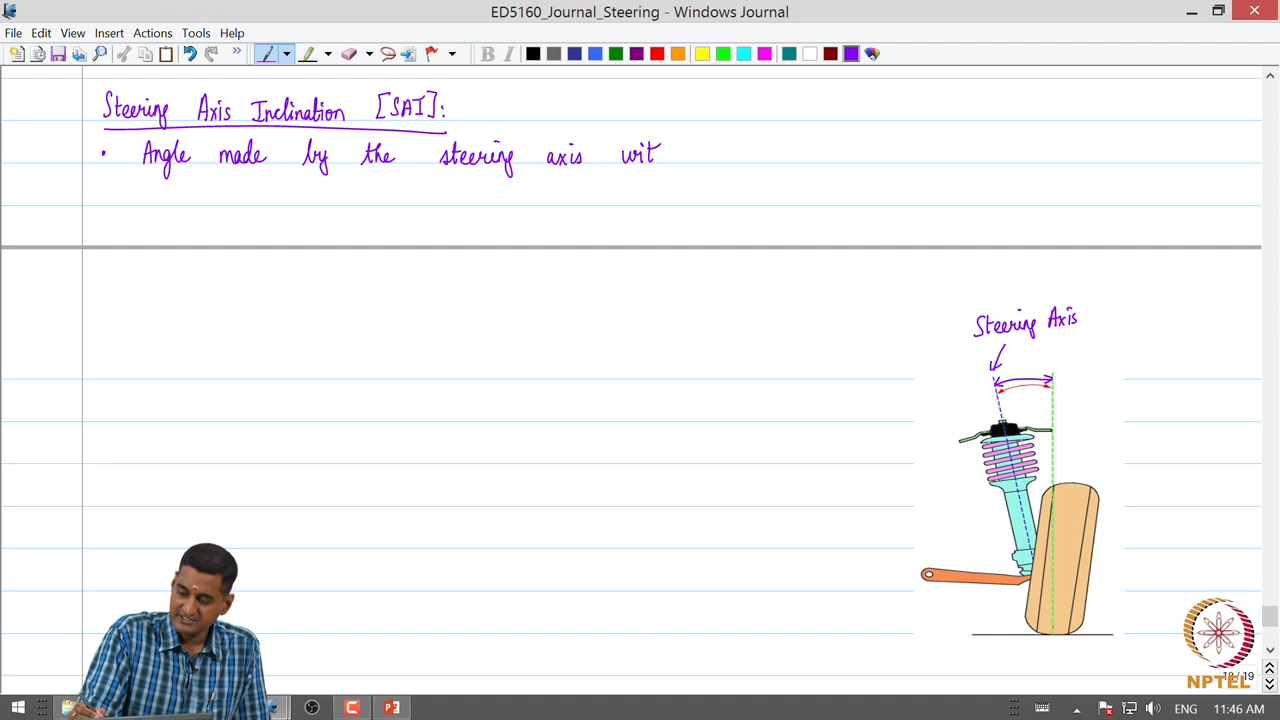 ED5160_Journal_Steering - Windows Journal
File Edit View Insert Actions Tools Help
Steering Axis Inclination [SAI]:
• Angle made by the steering axis wit
Steering Axis
NPTEL
ENG 11:46 AM